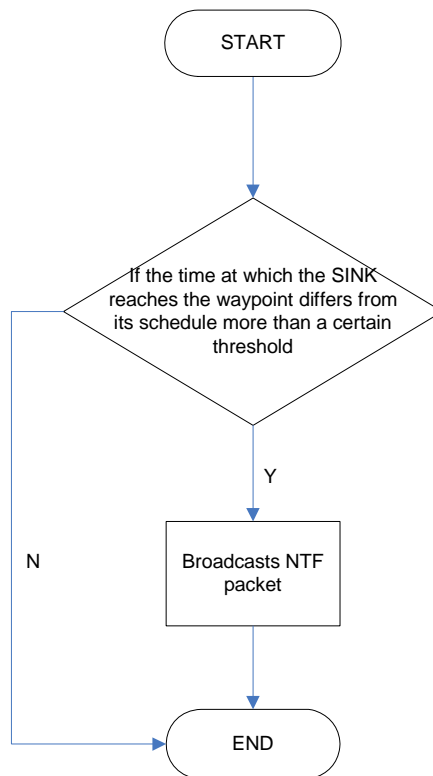 START
If the time at which the SINK
reaches the waypoint differs from
its schedule more than a certain
threshold
Y
N
Broadcasts NTF
packet
END